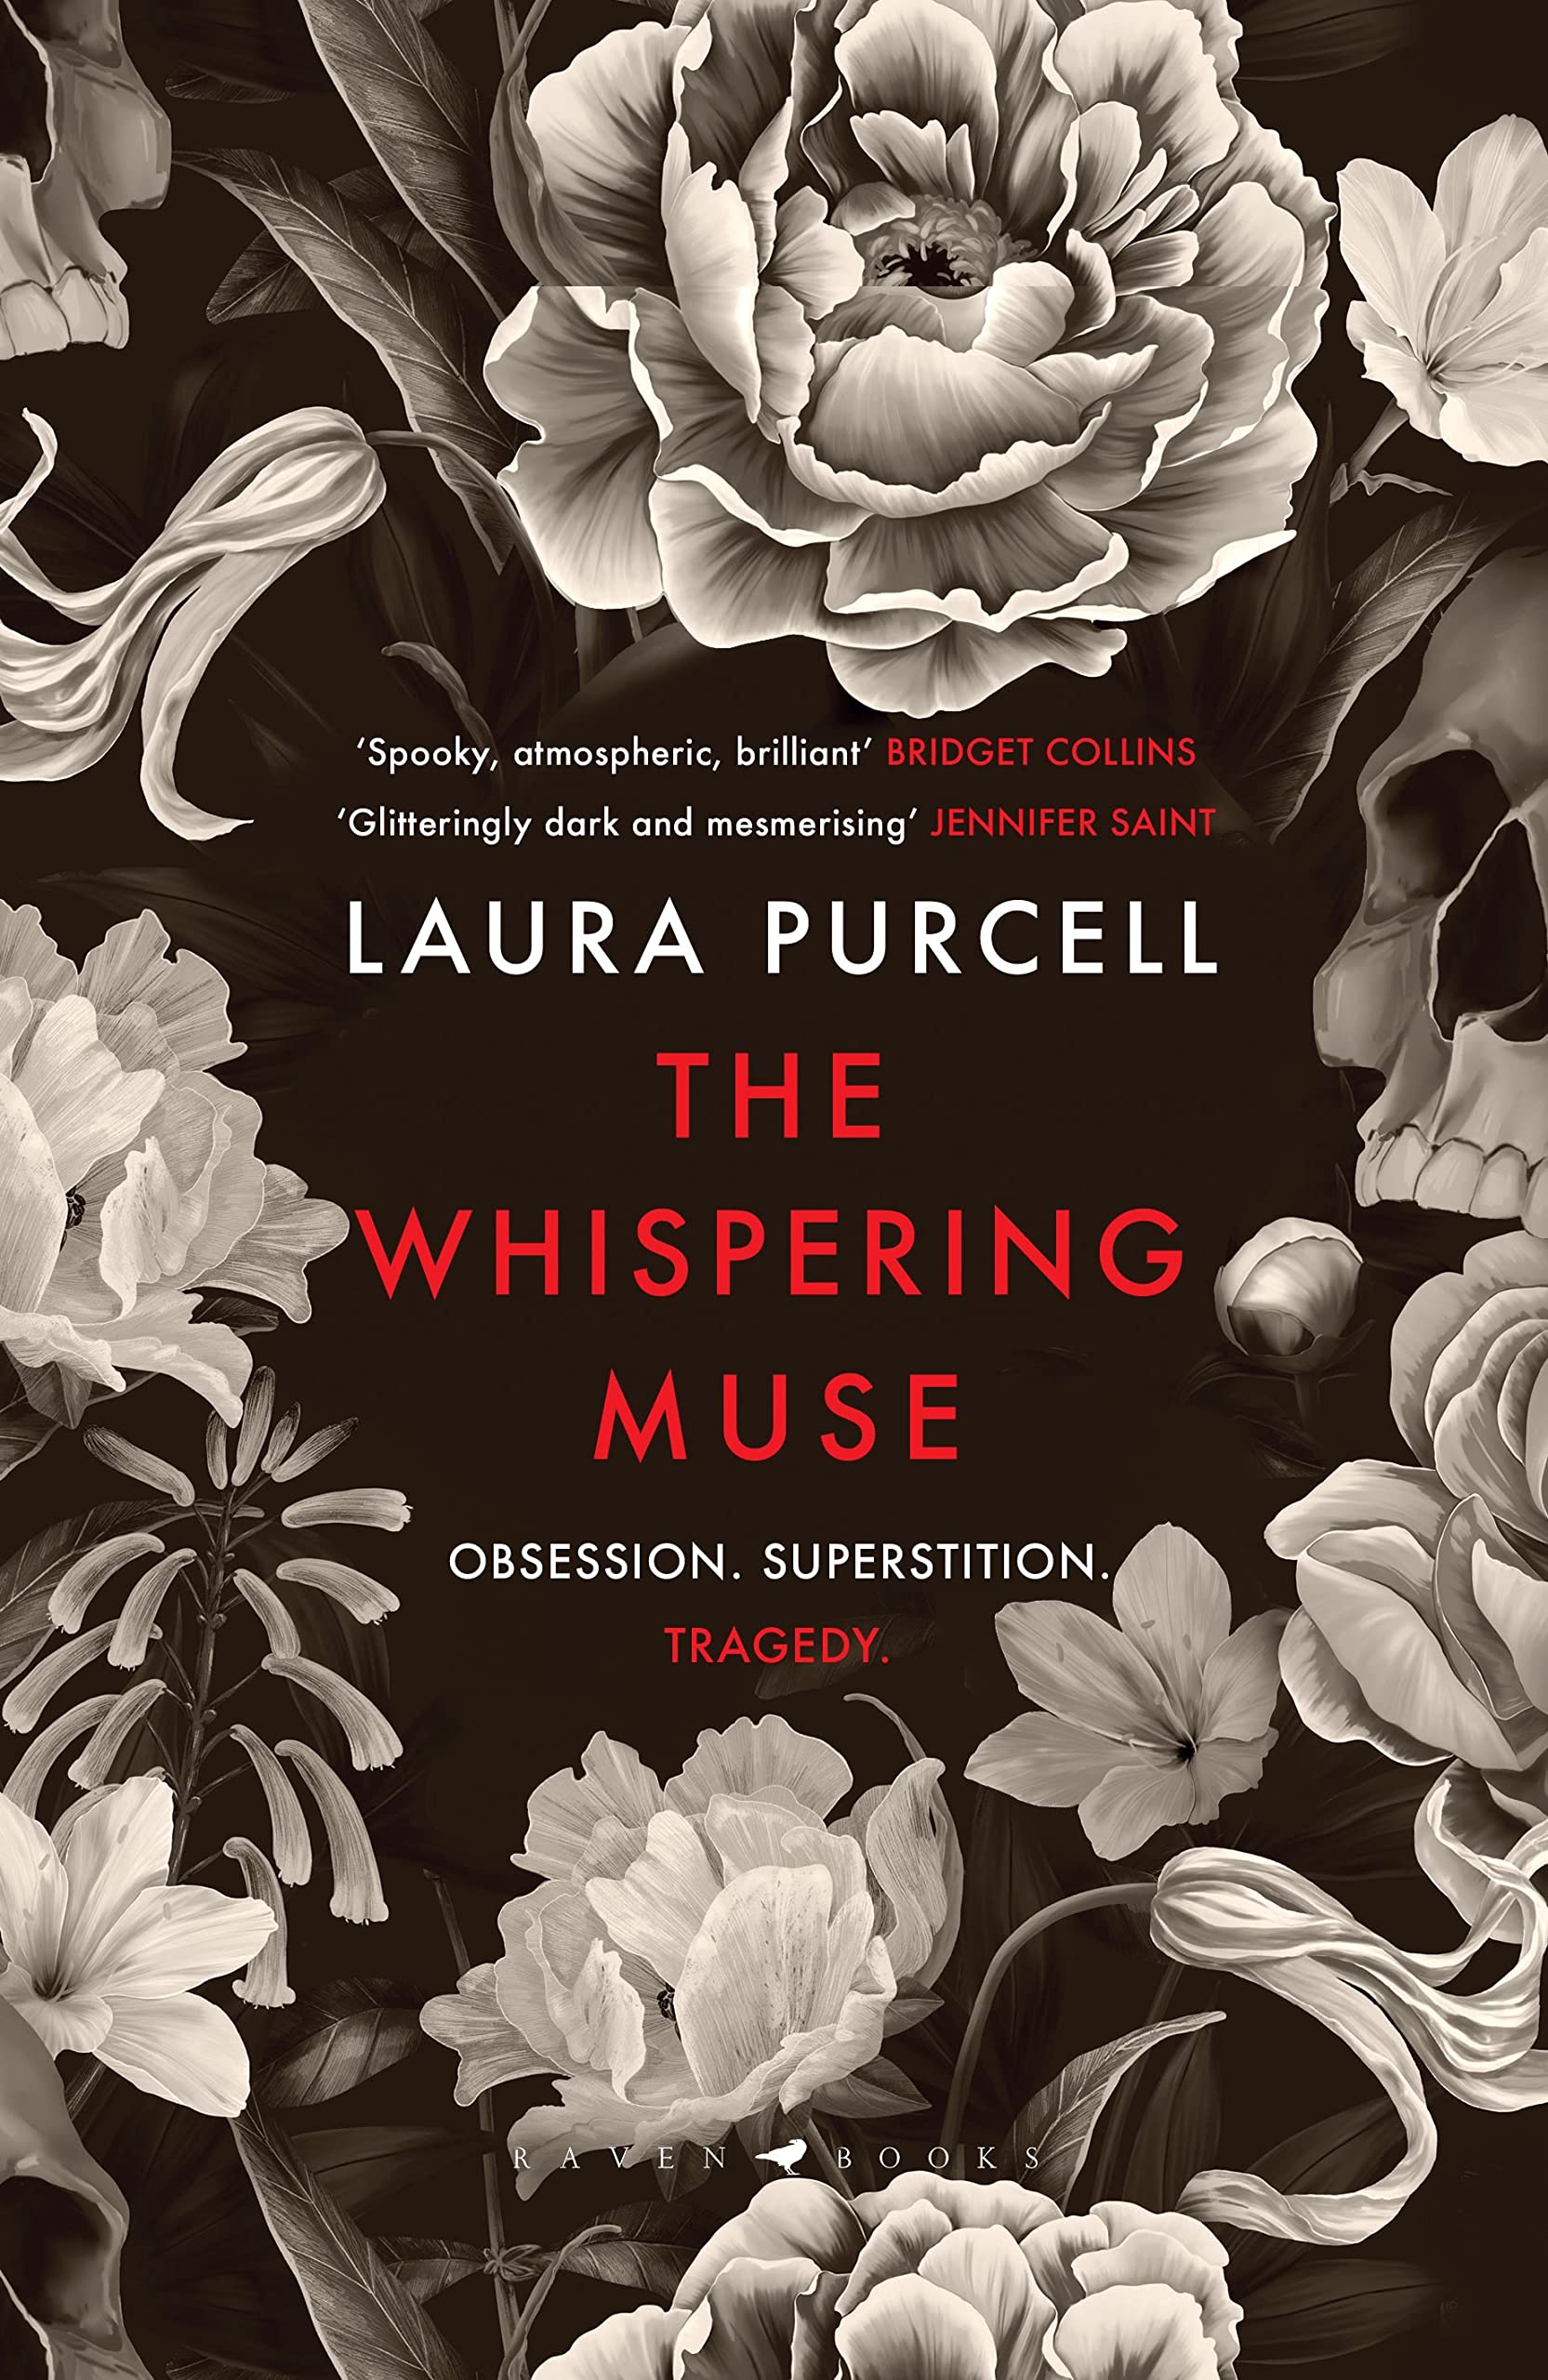 ‘Spooky, atmospheric, brilliant’ BRIDGET COLLINS
‘Glitteringly dark and mesmerising’ JENNIFER SAINT
LAURA PURCELL
THE
WHISPERING
MUSE
OBSESSION. SUPERSTITION.
TRAGEDY.
RAVEN BOOKS